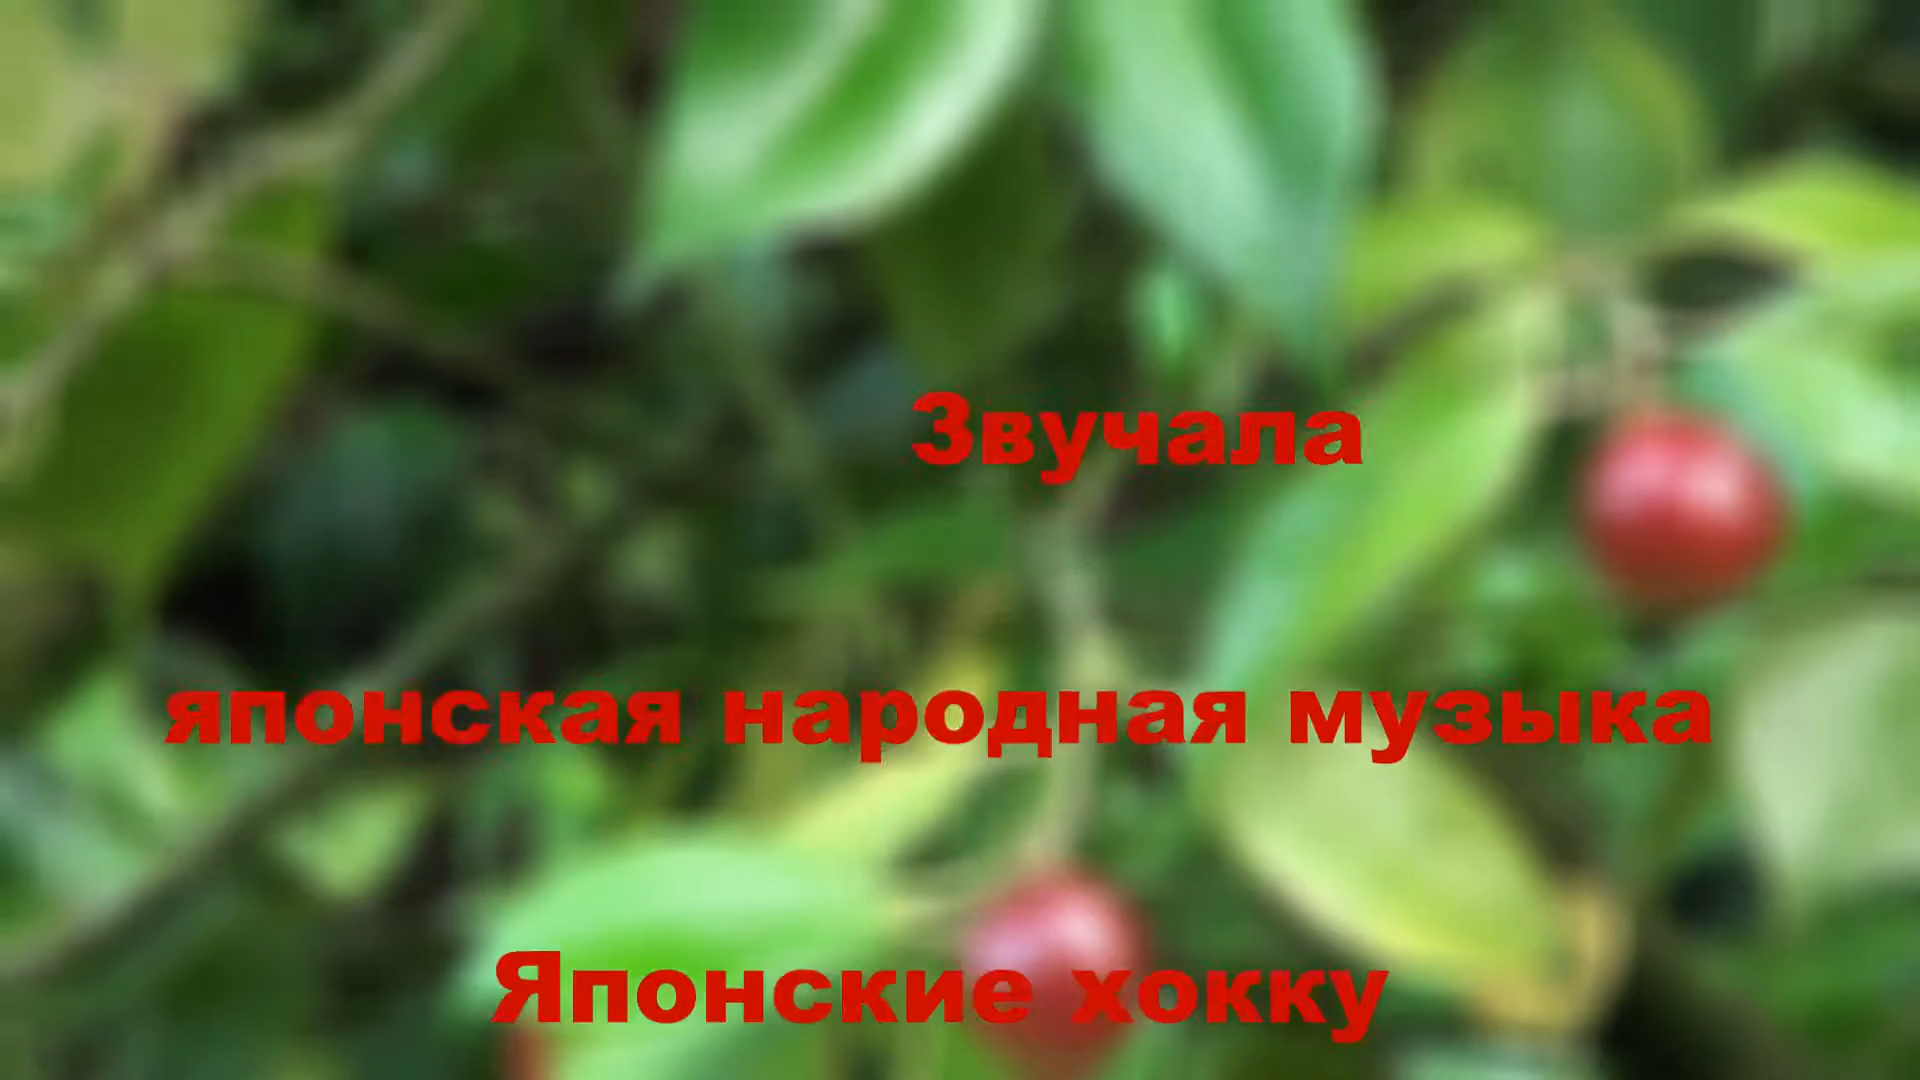 Звучала
японская народная музыка
Японские хокку